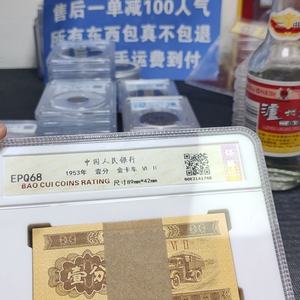 售后一单减100人气
所有东西包真不包退
手运费到付
中国人民银行
1953年 壹分 金卡车 VI II
EPQ68
BAO CUI COINS RATING 尺寸89mm*42mm
壹分
泸